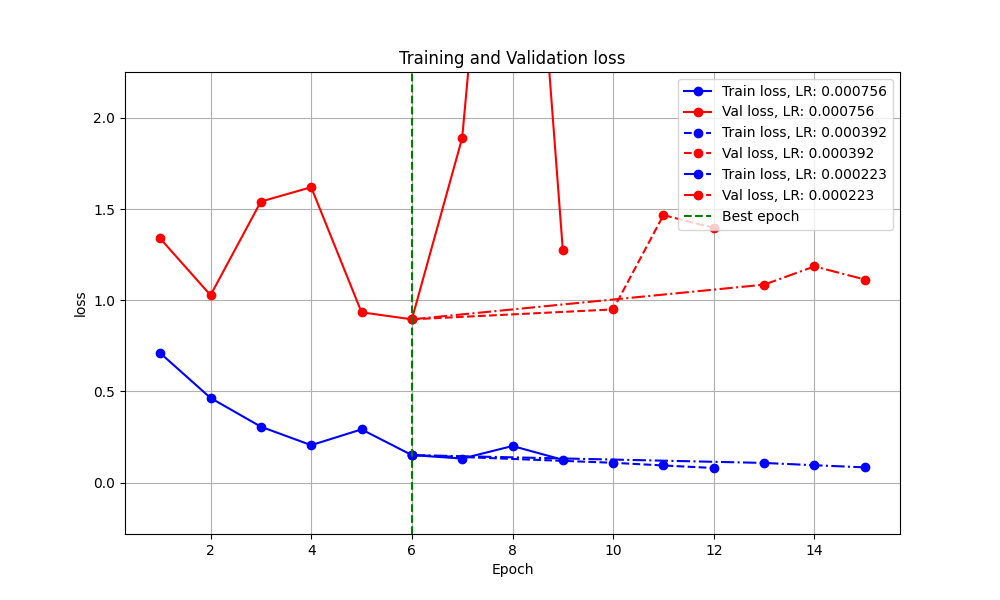 Training and Validation loss
Train loss, LR: 0.000756
Val loss, LR: 0.000756
Train loss, LR: 0.000392
Val loss, LR: 0.000392
Train loss, LR: 0.000223
Val loss, LR: 0.000223
Best epoch
2.0
1.5
1.0
0.5
0.0
loss
2 4 6 8 10 12 14
Epoch